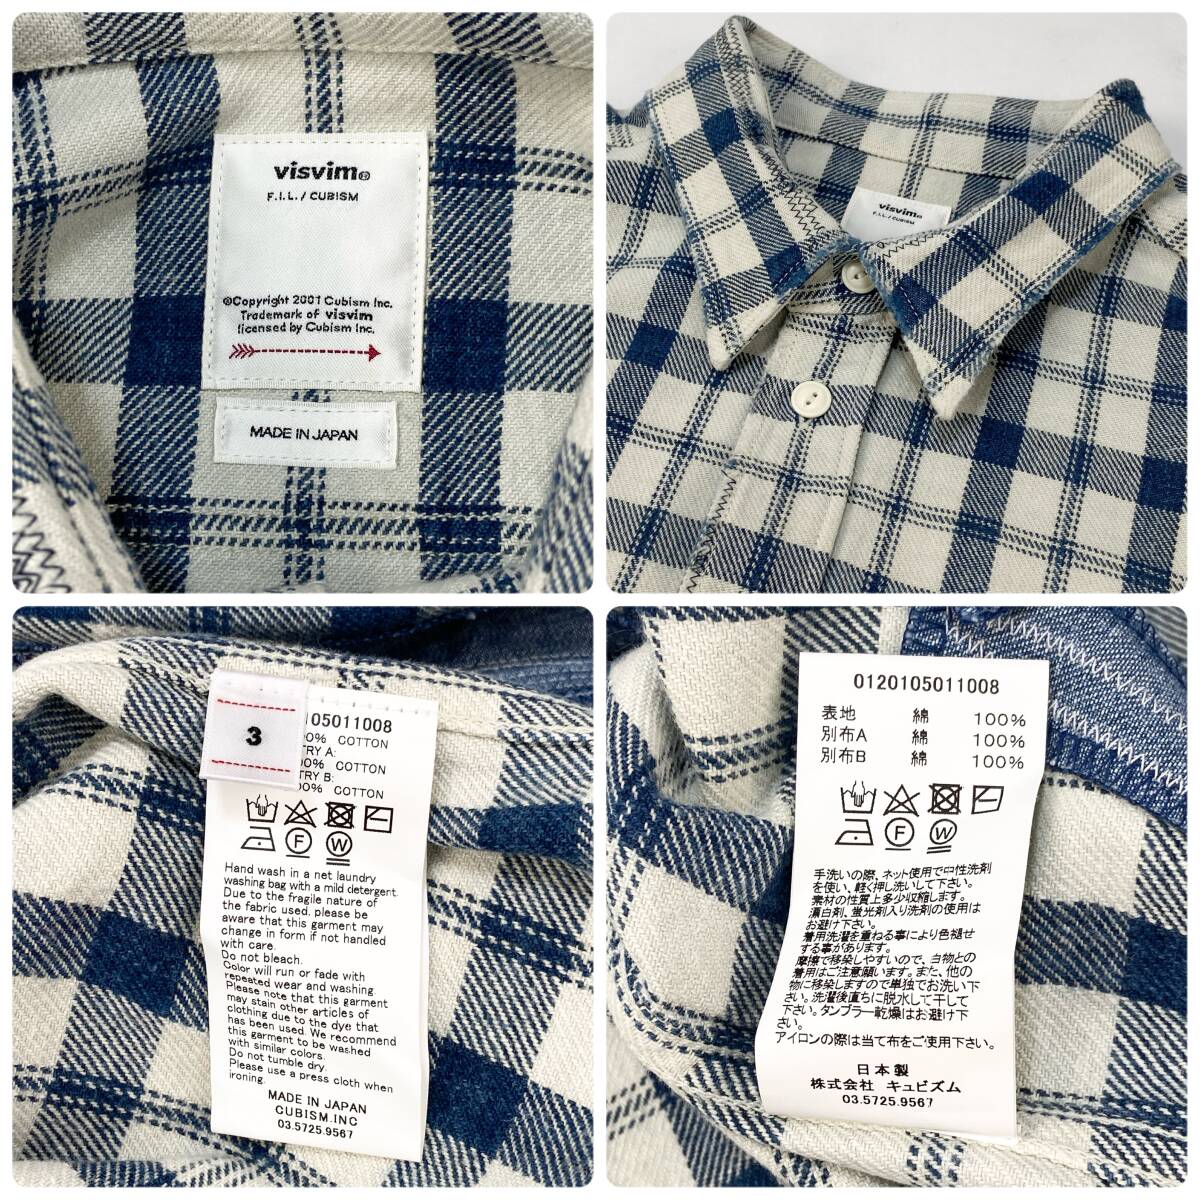 visvim®
F.I.L./CUBISM
©Copyright 2001 Cubism Inc.
Trademark of visvim
licensed by Cubism Inc.
MADE IN JAPAN
visvim®
F.I.L./CUBISM
3
105011008
00% COTTON
TRY A:
00% COTTON
TRY B:
00% COTTON
F
W
Hand wash in a net laundry
washing bag with a mild detergent.
Due to the fragile nature of
the fabric used, please be
aware that this garment may
change in form if not handled
with care.
Do not bleach.
Color will run or fade with
repeated wear and washing.
Please note that this garment
may stain other articles of
clothing due to the dye that
has been used. We recommend
this garment to be washed
with similar colors.
Do not tumble dry.
Please use a press cloth when
ironing.
MADE IN JAPAN
CUBISM.INC
03.5725.9567
0120105011008
表地 綿 100%
別布A 綿 100%
別布B 綿 100%
F
W
手洗いの際、ネット使用で中性洗剤
を使い、軽く押し洗いして下さい。
素材の性質上多少収縮します。
漂白剤、蛍光剤入り洗剤の使用は
お避け下さい。
着用洗濯を重ねる事により色褪せ
する事があります。
摩擦で移染しやすいので、白物との
着用はご注意願います。また、他の
物に移染しますので単独でお洗い下
さい。洗濯後直ちに脱水して干して
下さい。タンブラー乾燥はお避け下
さい。
アイロンの際は当て布をご使用下さい。
日本製
株式会社 キュビズム
03.5725.9567